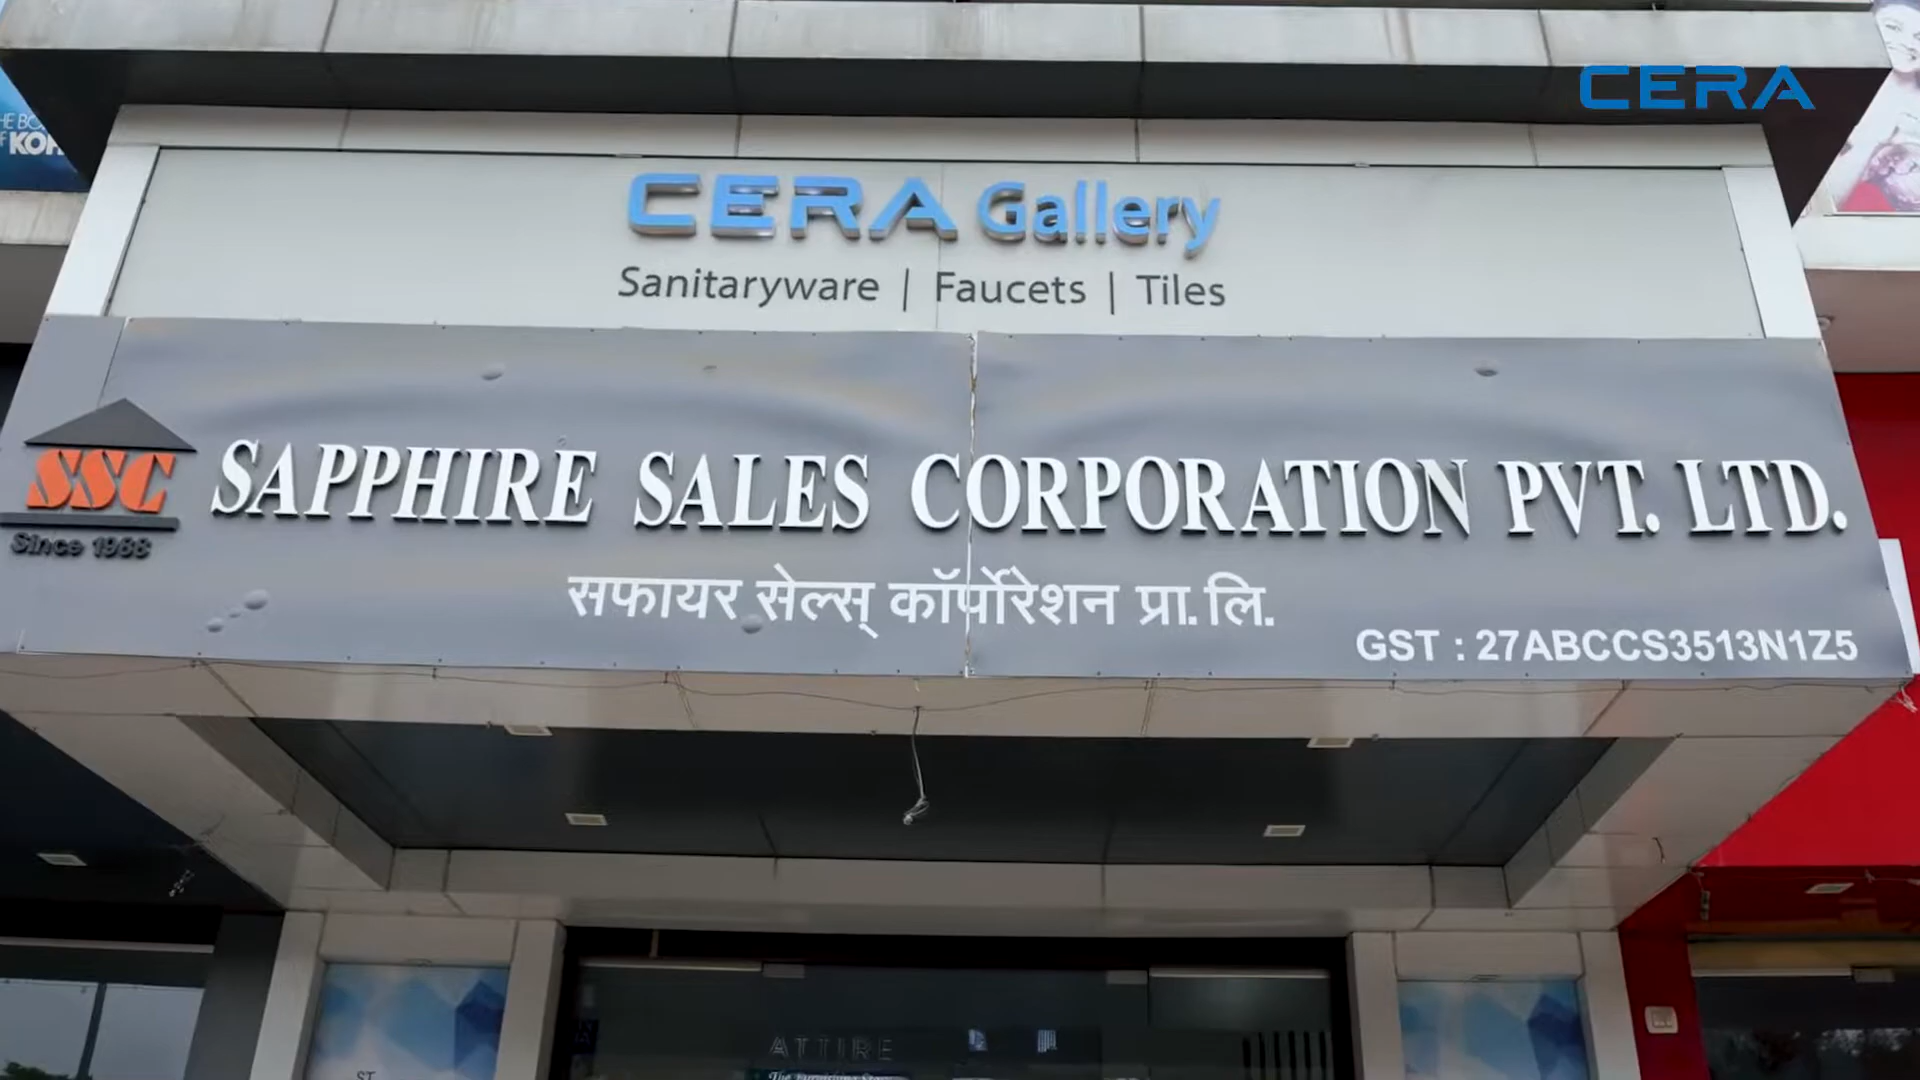 CERA
CERA Gallery
Sanitaryware | Faucets | Tiles
SSC
Since 1988
SAPPHIRE SALES CORPORATION PVT. LTD.
सफायर सेल्स् कॉर्पोरेशन प्रा. लि.
GST : 27ABCCS3513N1Z5
ATTIRE